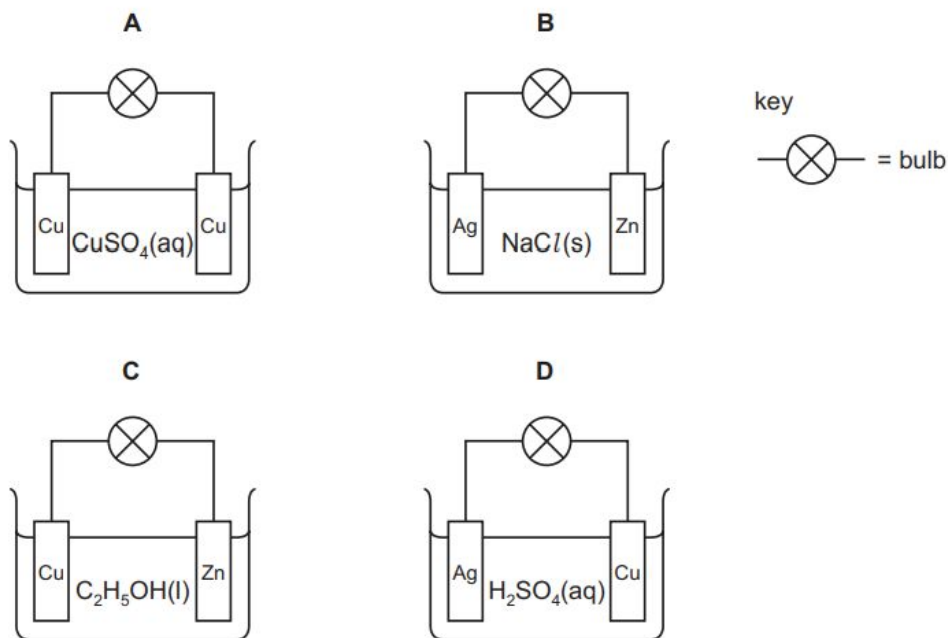 A
Cu
CuSO₄(aq)
Cu
B
Ag
NaCl(s)
Zn
key
= bulb
C
Cu
C₂H₅OH(l)
Zn
D
Ag
H₂SO₄(aq)
Cu